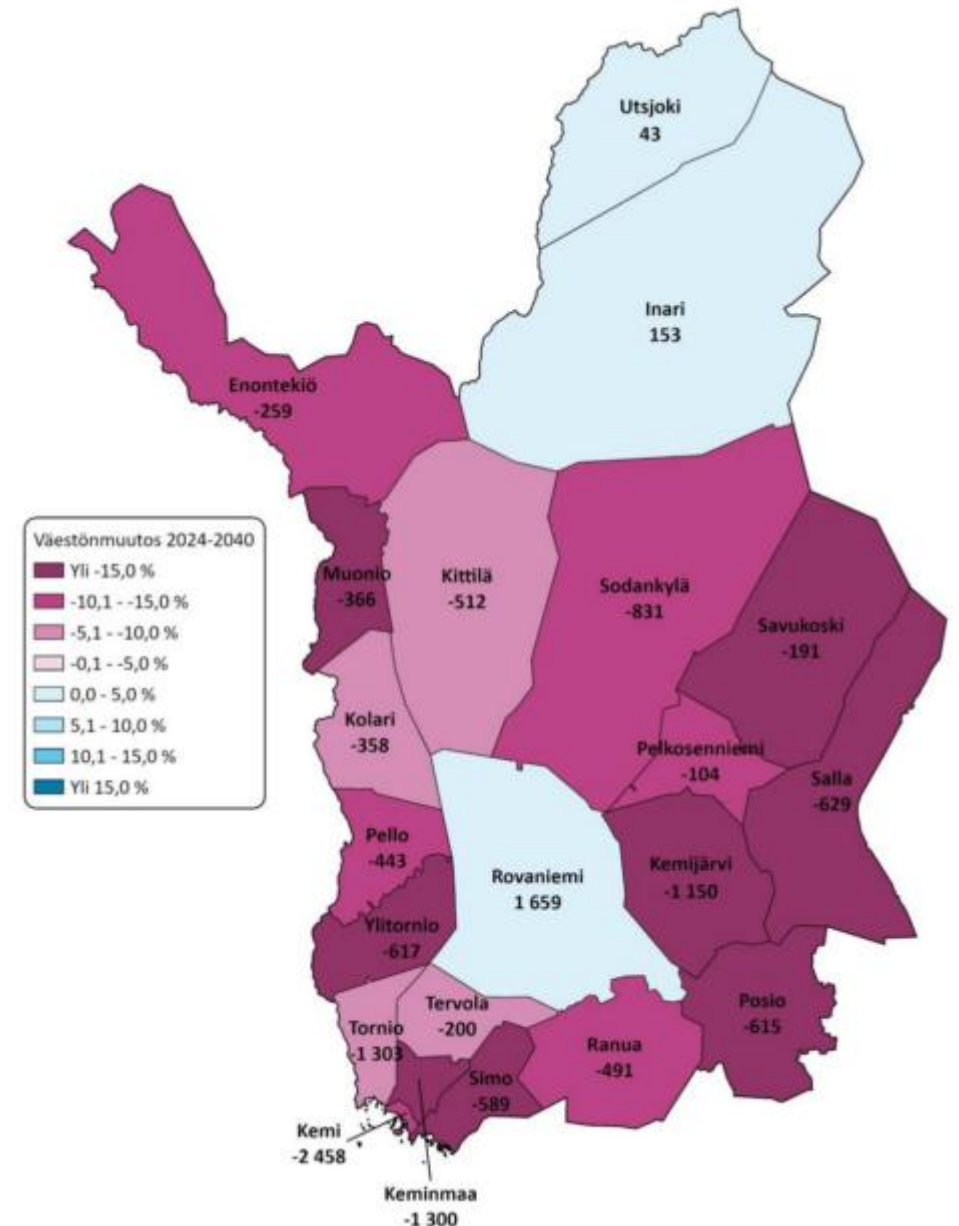 Utsjoki
43
Inari
153
Enontekiö
-259
Väestönmuutos 2024-2040
Yli -15,0 %
-10,1 - -15,0 %
-5,1 - -10,0 %
-0,1 - -5,0 %
0,0 - 5,0 %
5,1 - 10,0 %
10,1 - 15,0 %
Yli 15,0 %
Muonio
-366
Kittilä
-512
Sodankylä
-831
Savukoski
-191
Kolari
-358
Pelkosenniemi
-104
Salla
-629
Pello
-443
Rovaniemi
1 659
Kemijärvi
-1 150
Ylitornio
-617
Tervola
-200
Posio
-615
Tornio
-1 303
Ranua
-491
Simo
-589
Kemi
-2 458
Keminmaa
-1 300